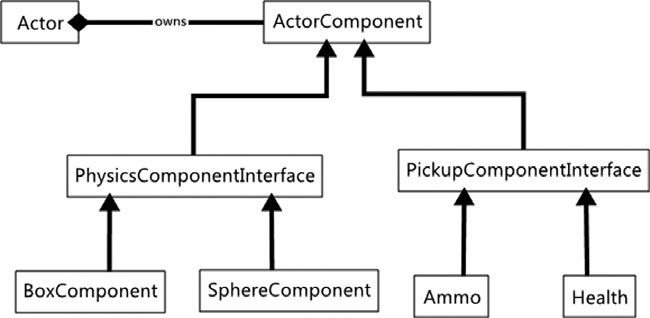 Actor
owns
ActorComponent
PhysicsComponentInterface
PickupComponentInterface
BoxComponent
SphereComponent
Ammo
Health